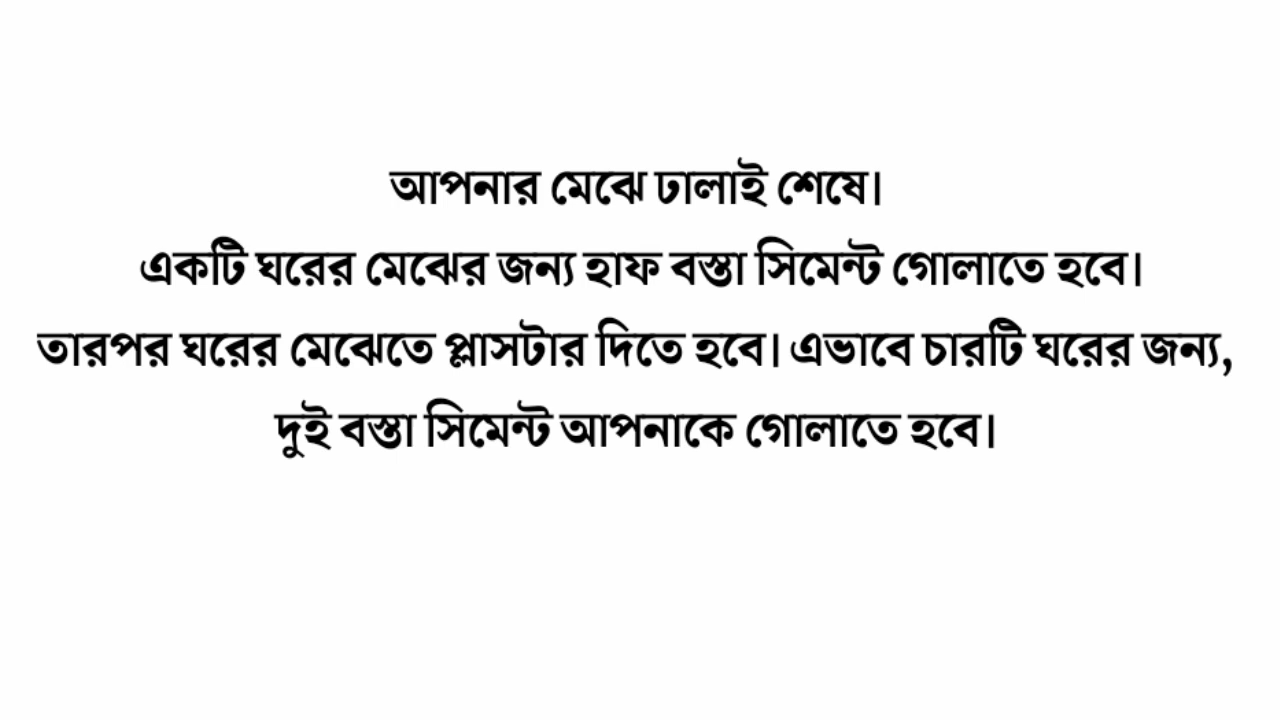 আপনার মেঝে ঢালাই শেষে।
একটি ঘরের মেঝের জন্য হাফ বস্তা সিমেন্ট গোলাতে হবে।
তারপর ঘরের মেঝেতে প্লাসটার দিতে হবে। এভাবে চারটি ঘরের জন্য,
দুই বস্তা সিমেন্ট আপনাকে গোলাতে হবে।